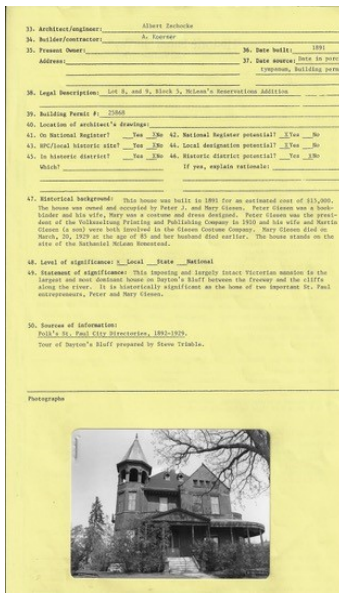 33. Architect/engineer: Albert Zschocke
34. Builder/contractor: A. Koerner
35. Present Owner: 36. Date built: 1891
Address: 37. Date source: Date in porch
tympanum, Building perm
38. Legal Description: Lot 8, and 9, Block 5, McLean's Reservations Addition
39. Building Permit #: 25868
40. Location of architect's drawings:
41. On National Register? Yes XNo 42. National Register potential? XYes No
43. HPC/local historic site? Yes XNo 44. Local designation potential? XYes No
45. In historic district? Yes XNo 46. Historic district potential? XYes No
Which? If yes, explain rationale:
47. Historical background: This house was built in 1891 for an estimated cost of $13,000.
The house was owned and occupied by Peter J. and Mary Giesen. Peter Giesen was a book-
binder and his wife, Mary was a costume and dress designed. Peter Giesen was the presi-
dent of the Volkszeitung Printing and Publishing Company in 1910 and his wife and Martin
Giesen (a son) were both involved in the Giesen Costume Company. Mary Giesen died on
March, 20, 1929 at the age of 85 and her husband died earlier. The house stands on the
site of the Nathaniel McLean Homestead.
48. Level of significance: x Local State National
49. Statement of significance: This imposing and largely intact Victorian mansion is the
largest and most dominant house on Dayton's Bluff between the freeway and the cliffs
along the river. It is historically significant as the home of two important St. Paul
entrepreneurs, Peter and Mary Giesen.
50. Sources of information:
Polk's St. Paul City Directories, 1892-1929.
Tour of Dayton's Bluff prepared by Steve Trimble.
Photographs